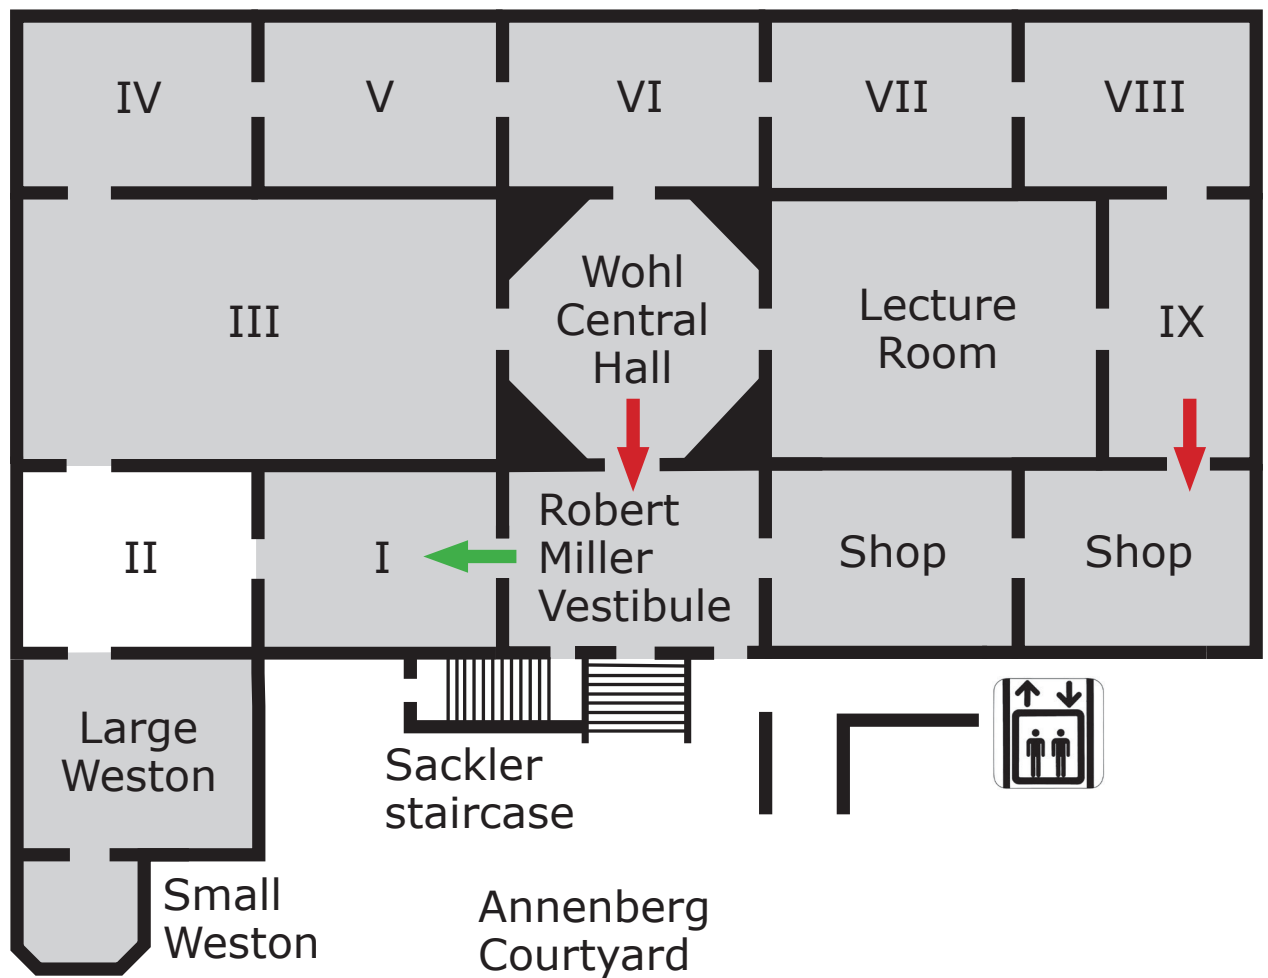 IV
V
VI
VII
VIII
III
Wohl
Central
Hall
Lecture
Room
IX
II
I
Robert
Miller
Vestibule
Shop
Shop
Large
Weston
Sackler
staircase
Small
Weston
Annenberg
Courtyard